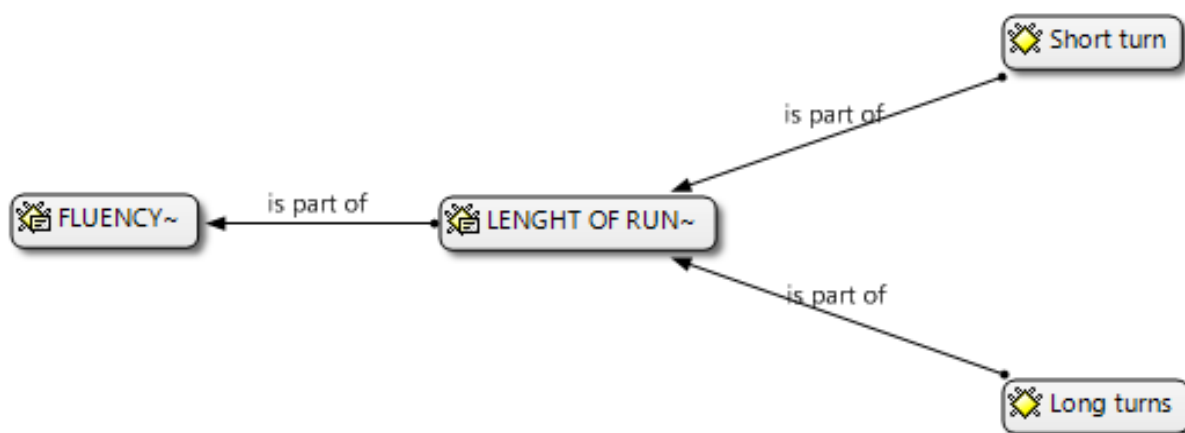 Short turn
is part of
FLUENCY~
is part of
LENGHT OF RUN~
is part of
Long turns